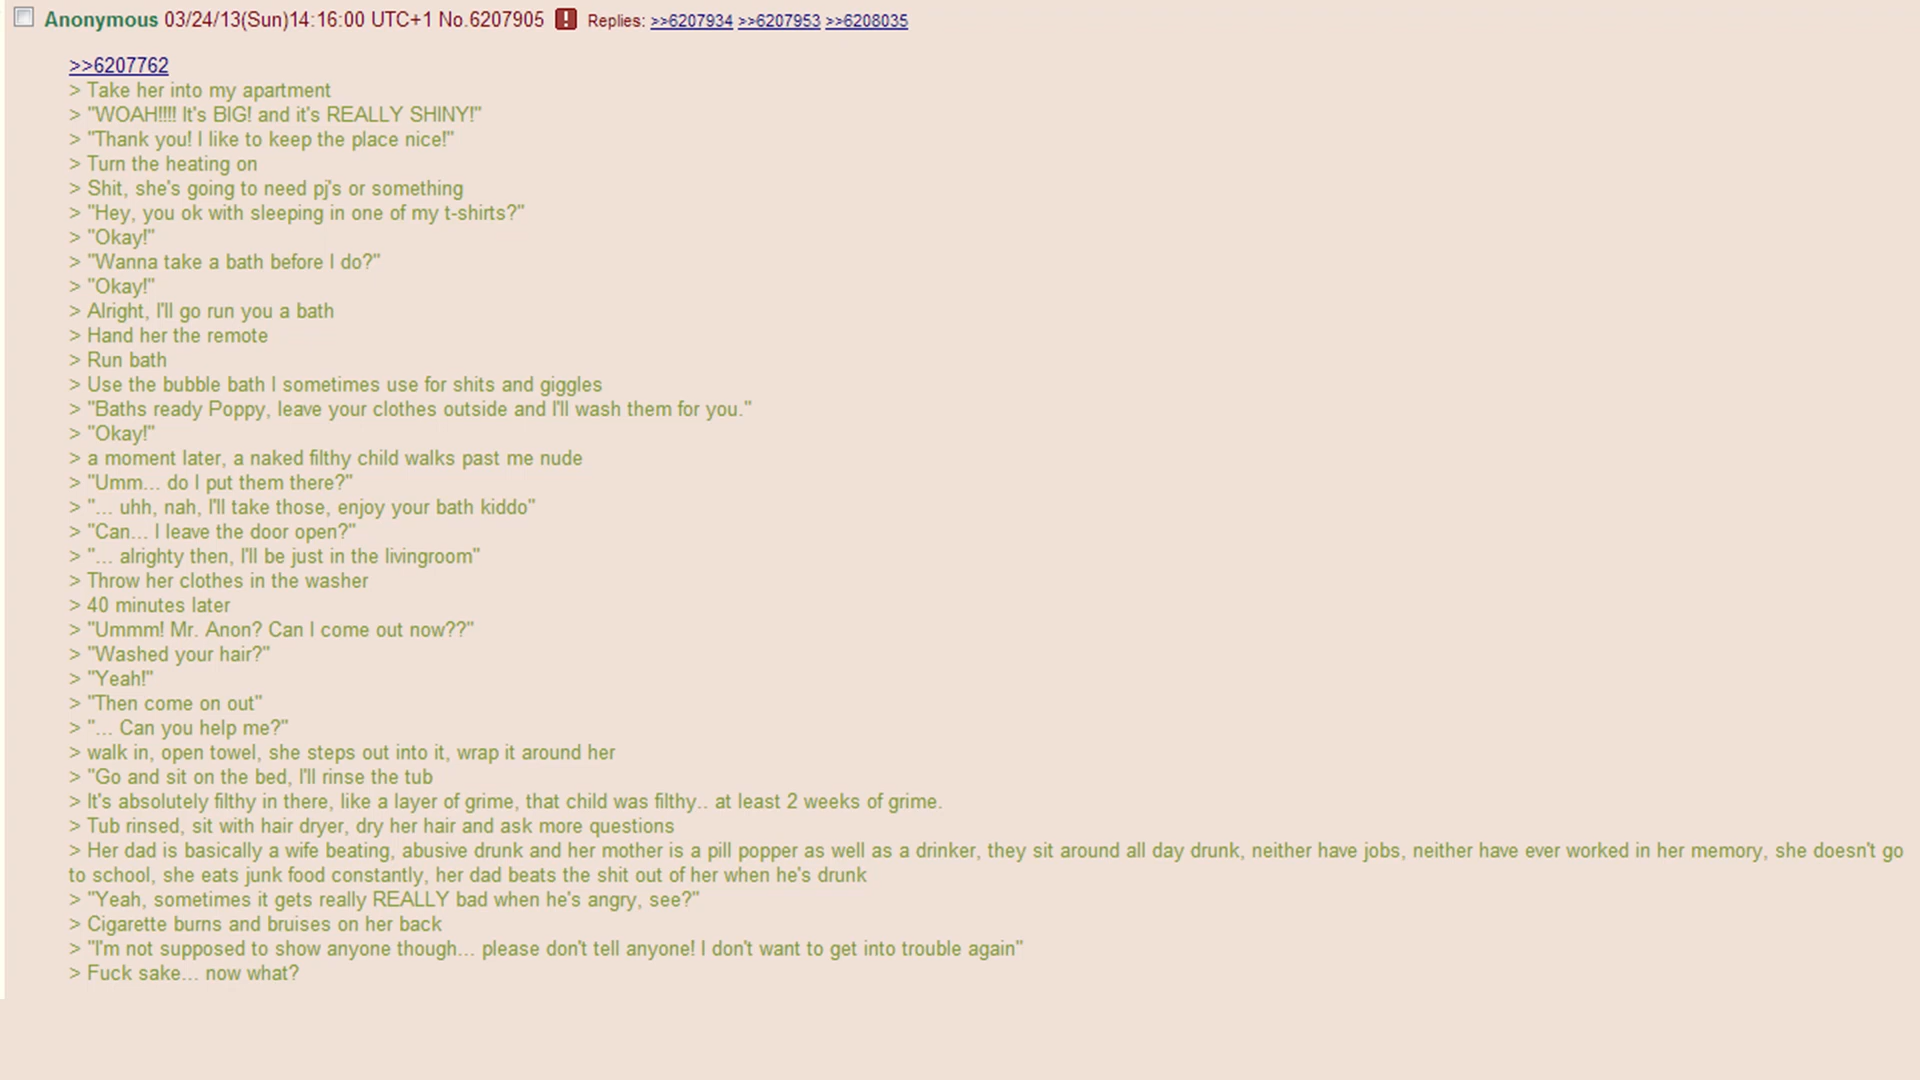 Anonymous 03/24/13(Sun)14:16:00 UTC+1 No.6207905 ! Replies: >>6207934 >>6207953 >>6208035
>>6207762
> Take her into my apartment
> "WOAH!!!! It's BIG! and it's REALLY SHINY!"
> "Thank you! I like to keep the place nice!"
> Turn the heating on
> Shit, she's going to need pj's or something
> "Hey, you ok with sleeping in one of my t-shirts?"
> "Okay!"
> "Wanna take a bath before I do?"
> "Okay!"
> Alright, I'll go run you a bath
> Hand her the remote
> Run bath
> Use the bubble bath I sometimes use for shits and giggles
> "Baths ready Poppy, leave your clothes outside and I'll wash them for you."
> "Okay!"
> a moment later, a naked filthy child walks past me nude
> "Umm... do I put them there?"
> "... uhh, nah, I'll take those, enjoy your bath kiddo"
> "Can... I leave the door open?"
> "... alrighty then, I'll be just in the livingroom"
> Throw her clothes in the washer
> 40 minutes later
> "Ummm! Mr. Anon? Can I come out now??"
> "Washed your hair?"
> "Yeah!"
> "Then come on out"
> "... Can you help me?"
> walk in, open towel, she steps out into it, wrap it around her
> "Go and sit on the bed, I'll rinse the tub
> It's absolutely filthy in there, like a layer of grime, that child was filthy.. at least 2 weeks of grime.
> Tub rinsed, sit with hair dryer, dry her hair and ask more questions
> Her dad is basically a wife beating, abusive drunk and her mother is a pill popper as well as a drinker, they sit around all day drunk, neither have jobs, neither have ever worked in her memory, she doesn't go
to school, she eats junk food constantly, her dad beats the shit out of her when he's drunk
> "Yeah, sometimes it gets really REALLY bad when he's angry, see?"
> Cigarette burns and bruises on her back
> "I'm not supposed to show anyone though... please don't tell anyone! I don't want to get into trouble again"
> Fuck sake... now what?